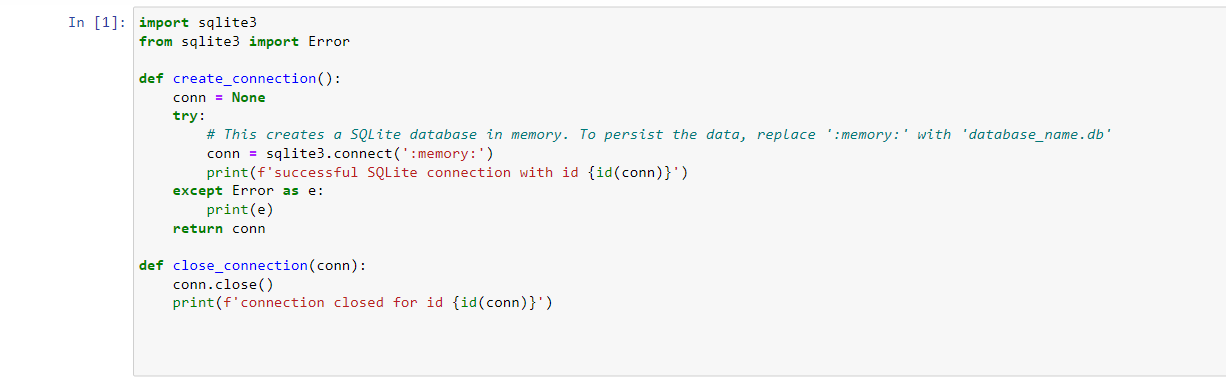 In [1]: import sqlite3
from sqlite3 import Error

def create_connection():
    conn = None
    try:
        # This creates a SQLite database in memory. To persist the data, replace ':memory:' with 'database_name.db'
        conn = sqlite3.connect(':memory:')
        print(f'successful SQLite connection with id {id(conn)}')
    except Error as e:
        print(e)
    return conn

def close_connection(conn):
    conn.close()
    print(f'connection closed for id {id(conn)}')